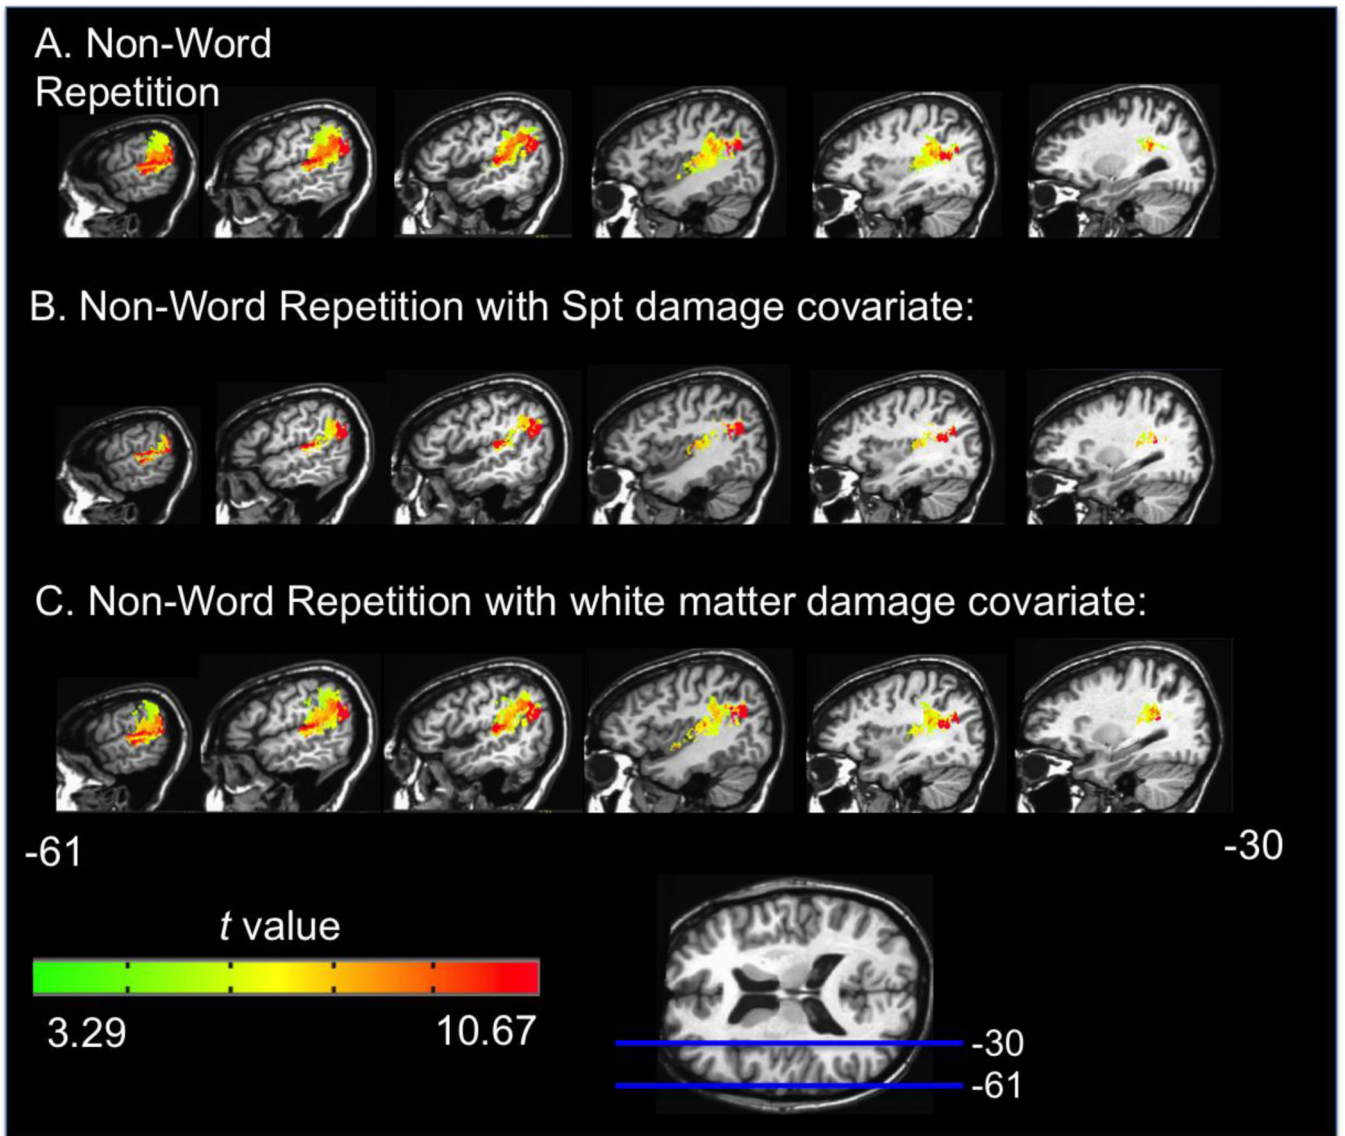 A. Non-Word
Repetition
B. Non-Word Repetition with Spt damage covariate:
C. Non-Word Repetition with white matter damage covariate:
-61
-30
t value
3.29
10.67
-30
-61